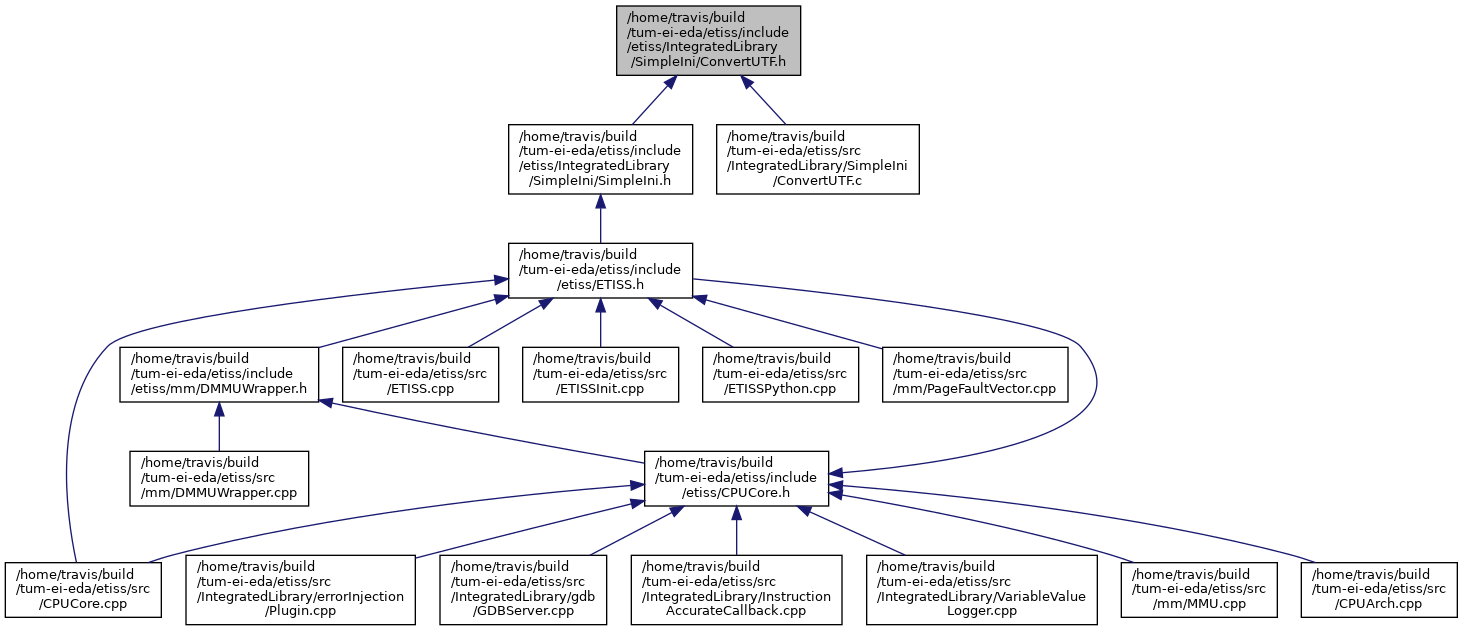 /home/travis/build
/tum-ei-eda/etiss/include
/etiss/IntegratedLibrary
/SimpleIni/ConvertUTF.h
/home/travis/build
/tum-ei-eda/etiss/include
/etiss/IntegratedLibrary
/SimpleIni/SimpleIni.h
/home/travis/build
/tum-ei-eda/etiss/src
/IntegratedLibrary/SimpleIni
/ConvertUTF.c
/home/travis/build
/tum-ei-eda/etiss/include
/etiss/ETISS.h
/home/travis/build
/tum-ei-eda/etiss/include
/etiss/mm/DMMUWrapper.h
/home/travis/build
/tum-ei-eda/etiss/src
/ETISS.cpp
/home/travis/build
/tum-ei-eda/etiss/src
/ETISSInit.cpp
/home/travis/build
/tum-ei-eda/etiss/src
/ETISSPython.cpp
/home/travis/build
/tum-ei-eda/etiss/src
/mm/PageFaultVector.cpp
/home/travis/build
/tum-ei-eda/etiss/src
/mm/DMMUWrapper.cpp
/home/travis/build
/tum-ei-eda/etiss/include
/etiss/CPUCore.h
/home/travis/build
/tum-ei-eda/etiss/src
/CPUCore.cpp
/home/travis/build
/tum-ei-eda/etiss/src
/IntegratedLibrary/errorInjection
/Plugin.cpp
/home/travis/build
/tum-ei-eda/etiss/src
/IntegratedLibrary/gdb
/GDBServer.cpp
/home/travis/build
/tum-ei-eda/etiss/src
/IntegratedLibrary/Instruction
AccurateCallback.cpp
/home/travis/build
/tum-ei-eda/etiss/src
/IntegratedLibrary/VariableValue
Logger.cpp
/home/travis/build
/tum-ei-eda/etiss/src
/mm/MMU.cpp
/home/travis/build
/tum-ei-eda/etiss/src
/CPUArch.cpp